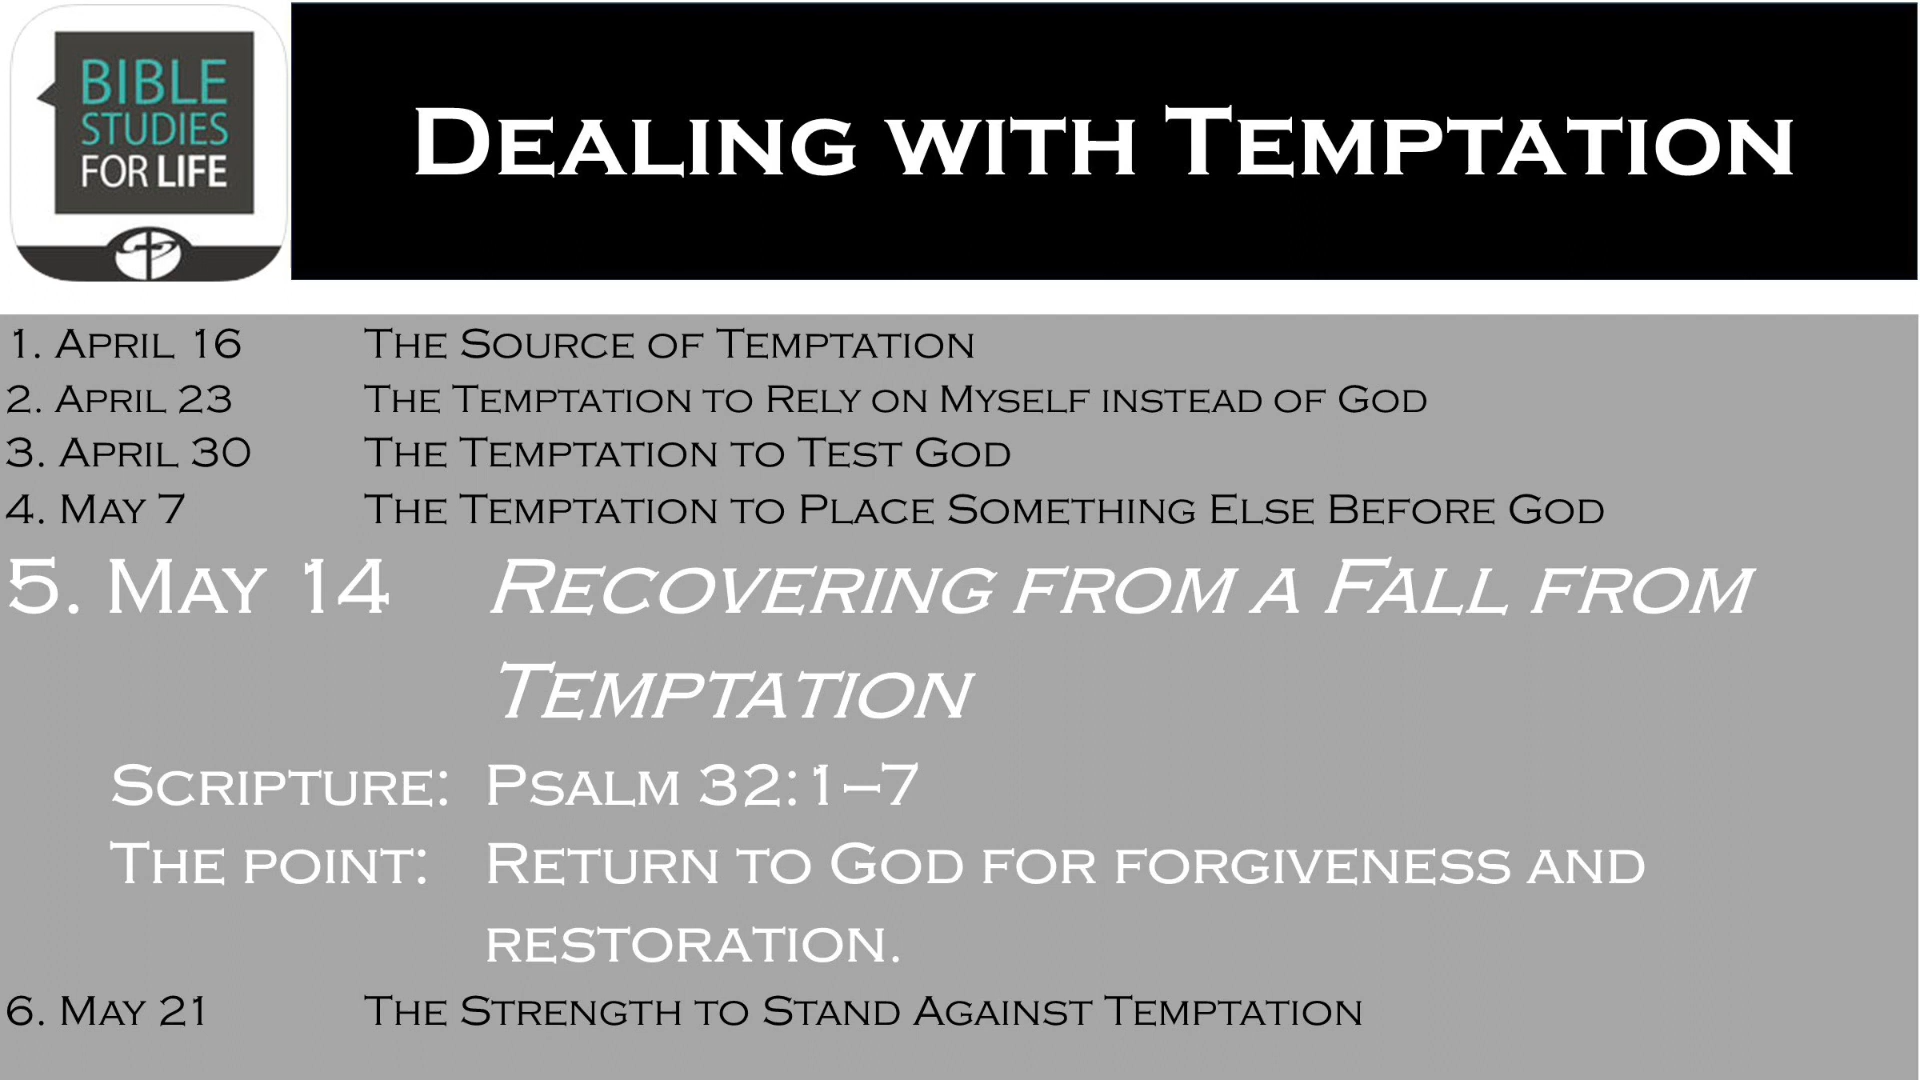 BIBLE
STUDIES
FOR LIFE
Dealing with Temptation
1. April 16 The Source of Temptation
2. April 23 The Temptation to Rely on Myself instead of God
3. April 30 The Temptation to Test God
4. May 7 The Temptation to Place Something Else Before God
5. May 14 Recovering from a Fall from
Temptation
Scripture: Psalm 32:1–7
The point: Return to God for forgiveness and
restoration.
6. May 21 The Strength to Stand Against Temptation